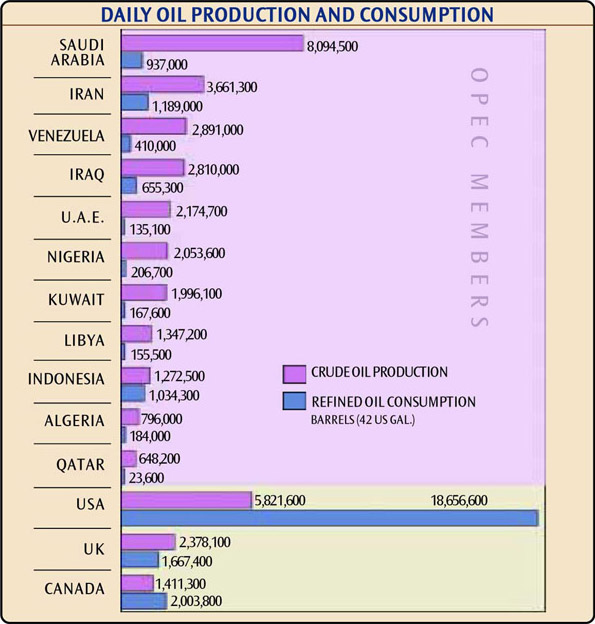 DAILY OIL PRODUCTION AND CONSUMPTION
SAUDI
ARABIA
8,094,500
937,000
IRAN
3,661,300
1,189,000
VENEZUELA
2,891,000
410,000
IRAQ
2,810,000
655,300
U.A.E.
2,174,700
135,100
NIGERIA
2,053,600
206,700
KUWAIT
1,996,100
167,600
LIBYA
1,347,200
155,500
INDONESIA
1,272,500
1,034,300
ALGERIA
796,000
184,000
QATAR
648,200
23,600
OPEC MEMBERS
CRUDE OIL PRODUCTION
REFINED OIL CONSUMPTION
BARRELS (42 US GAL.)
USA
5,821,600
18,656,600
UK
2,378,100
1,667,400
CANADA
1,411,300
2,003,800